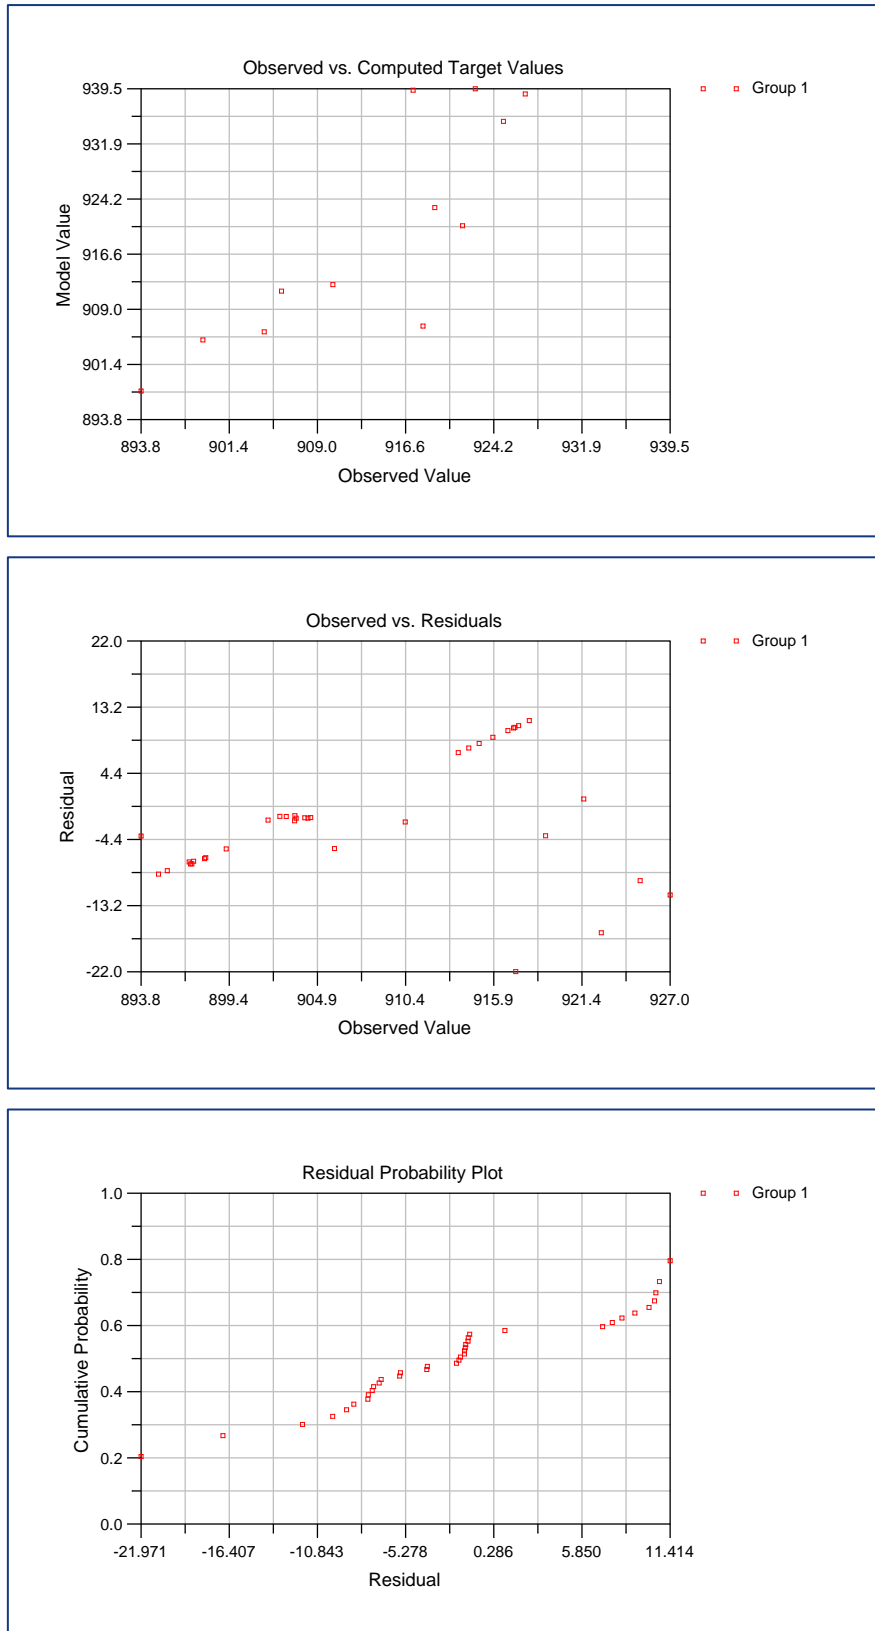 Observed vs. Computed Target Values
Group 1
Model Value
939.5
931.9
924.2
916.6
909.0
901.4
893.8
893.8 901.4 909.0 916.6 924.2 931.9 939.5
Observed Value
Observed vs. Residuals
Group 1
Residual
22.0
13.2
4.4
-4.4
-13.2
-22.0
893.8 899.4 904.9 910.4 915.9 921.4 927.0
Observed Value
Residual Probability Plot
Group 1
Cumulative Probability
1.0
0.8
0.6
0.4
0.2
0.0
-21.971 -16.407 -10.843 -5.278 0.286 5.850 11.414
Residual